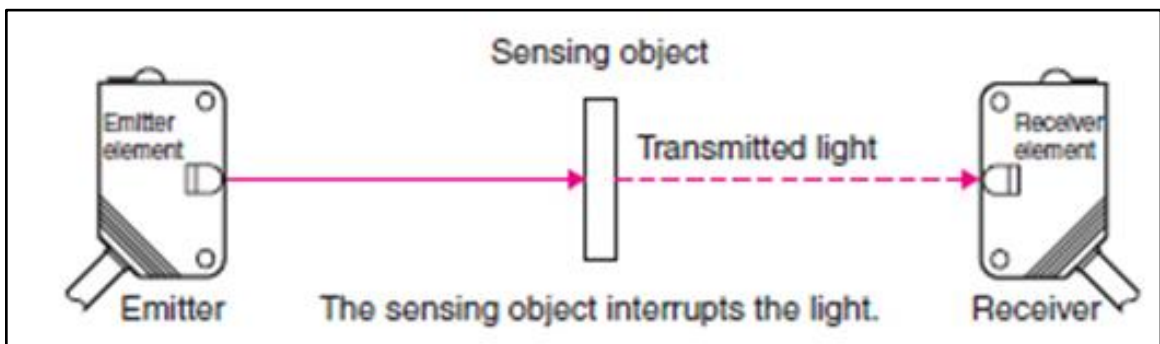 Sensing object
Emitter
element
Transmitted light
Receiver
element
Emitter
The sensing object interrupts the light.
Receiver